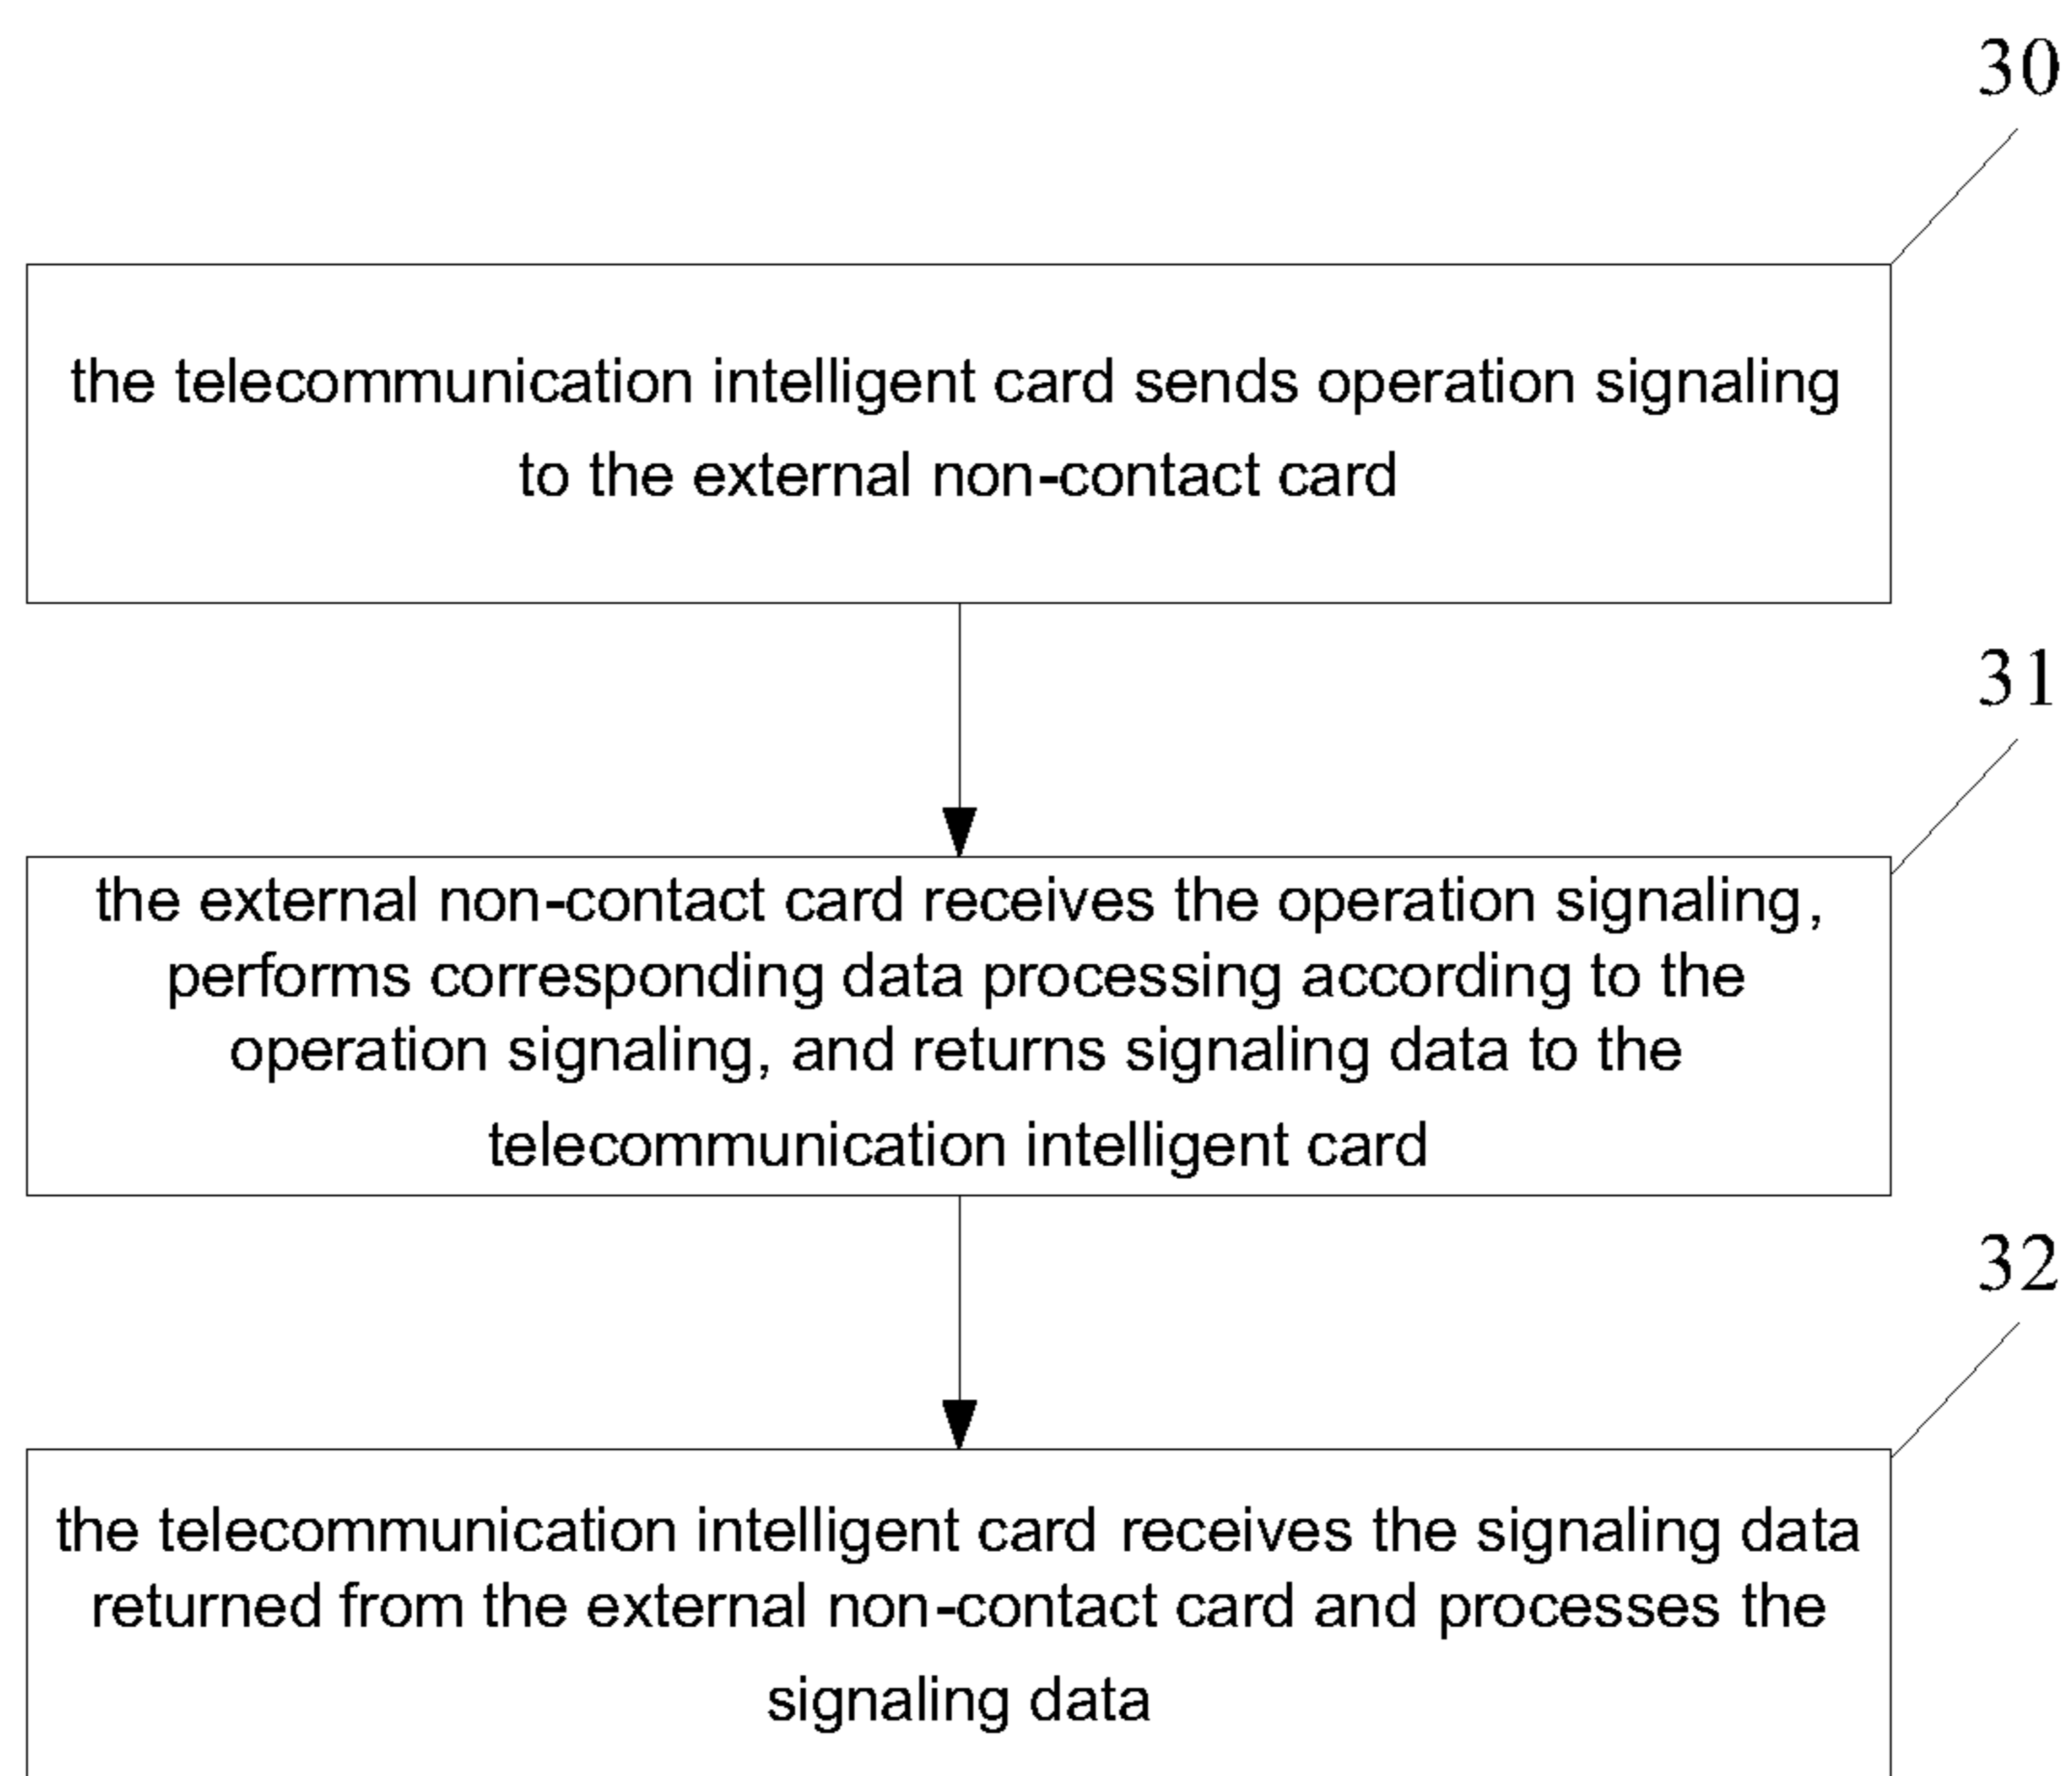 30
the telecommunication intelligent card sends operation signaling
to the external non-contact card
31
the external non-contact card receives the operation signaling,
performs corresponding data processing according to the
operation signaling, and returns signaling data to the
telecommunication intelligent card
32
the telecommunication intelligent card receives the signaling data
returned from the external non-contact card and processes the
signaling data